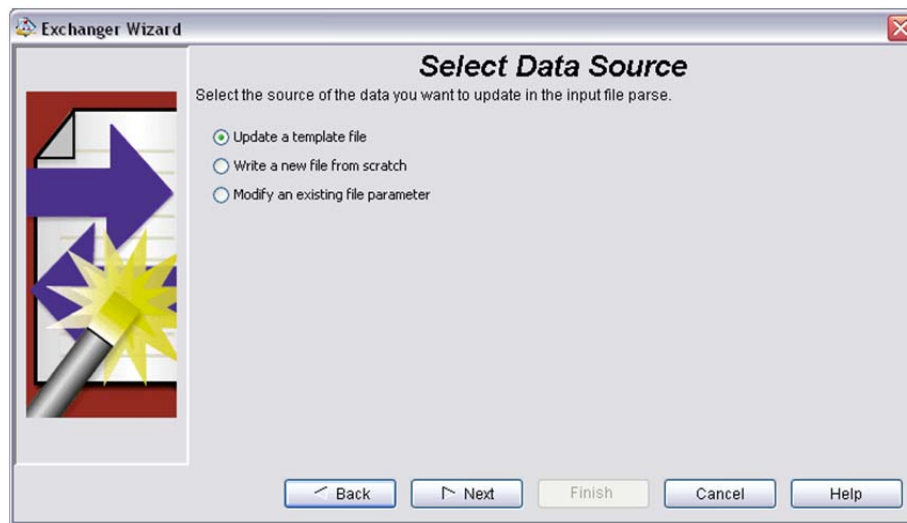 Exchanger Wizard
Select Data Source
Select the source of the data you want to update in the input file parse.
Update a template file
Write a new file from scratch
Modify an existing file parameter
Back Next Finish Cancel Help